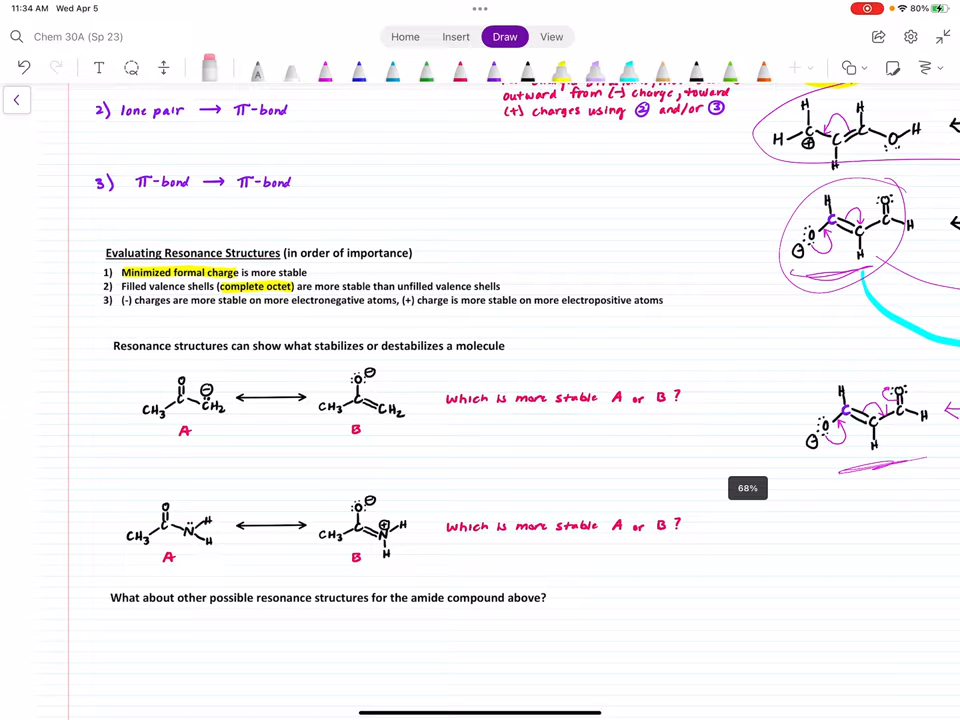 11:34 AM Wed Apr 5
80%
Chem 30A (Sp 23)
Home Insert Draw View
outward from (-) charge, toward
(+) charges using ② and/or ③
2) lone pair → π-bond
3) π-bond → π-bond
Evaluating Resonance Structures (in order of importance)
1) Minimized formal charge is more stable
2) Filled valence shells (complete octet) are more stable than unfilled valence shells
3) (-) charges are more stable on more electronegative atoms, (+) charge is more stable on more electropositive atoms
Resonance structures can show what stabilizes or destabilizes a molecule
O ⊖ CH3 C CH2 ↔ :O: ⊖ CH3 C CH2 Which is more stable A or B ?
A B
O CH3 C N H H ↔ :O: ⊖ CH3 C ⊕ N H H Which is more stable A or B ?
A B
What about other possible resonance structures for the amide compound above?
H H H C ⊕ C C H O H
H O ⊖ C C H C O H
H O ⊖ C C H C O H
68%